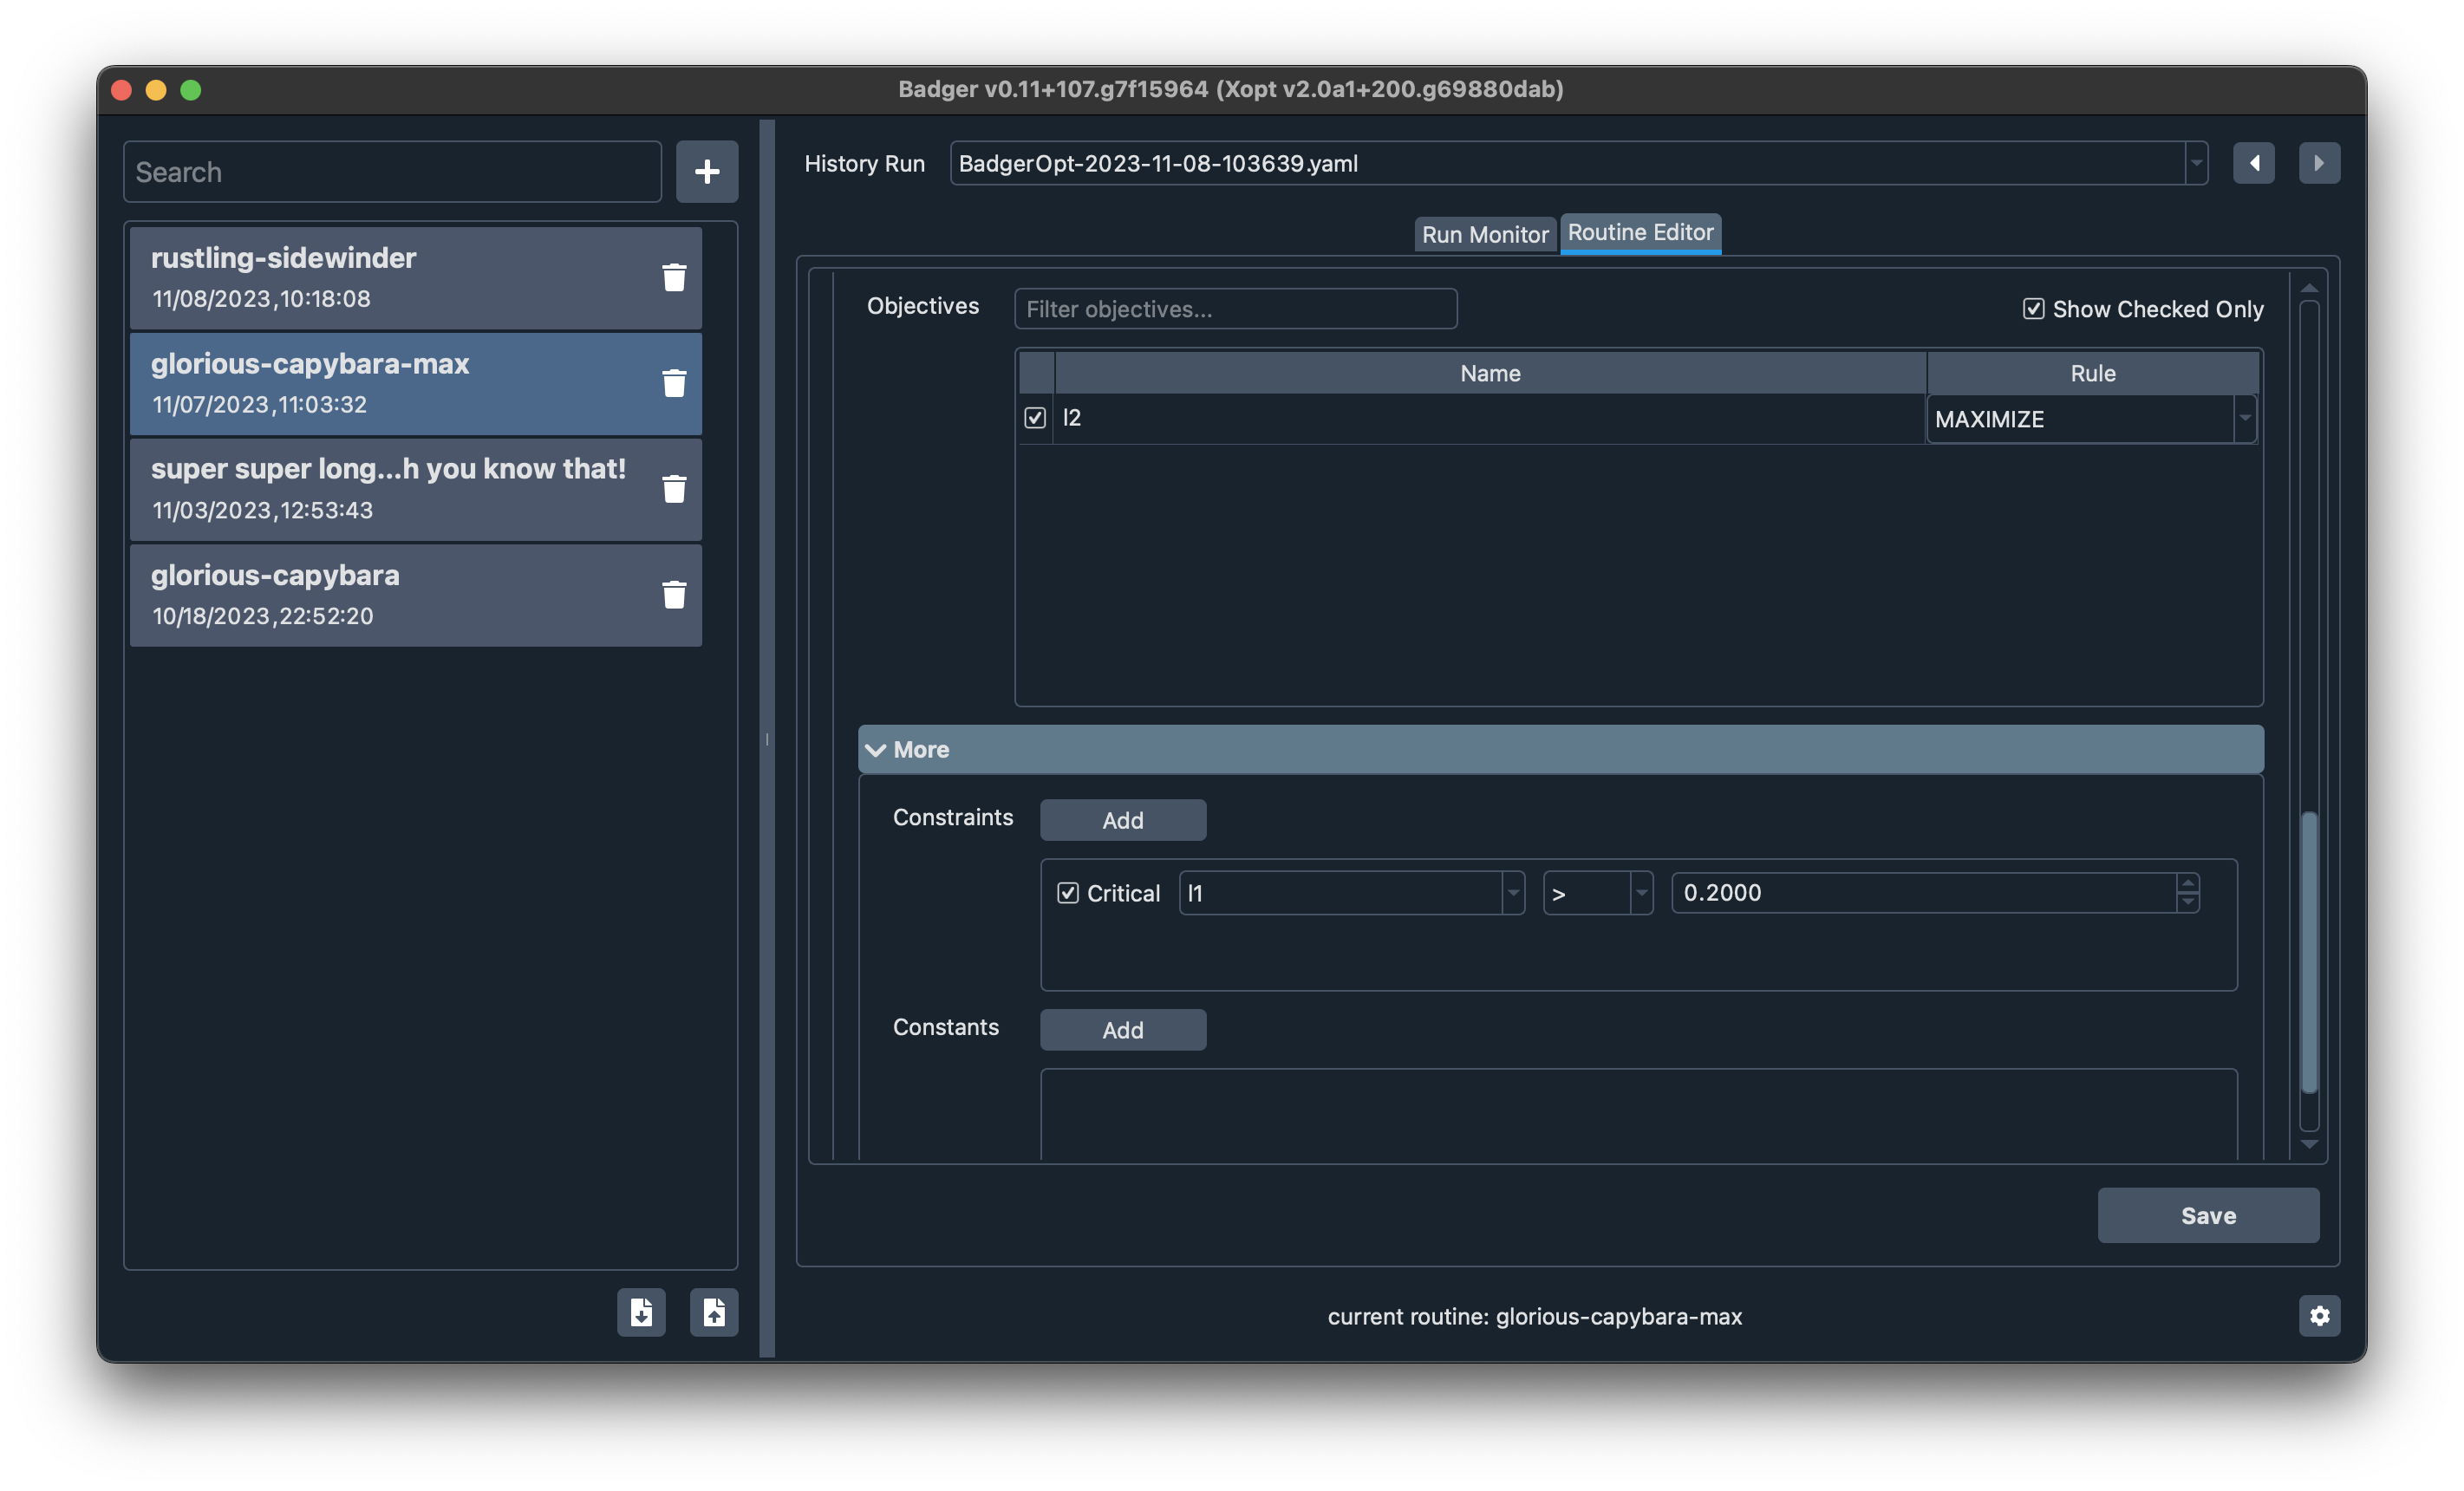 Badger v0.11+107.g7f15964 (Xopt v2.0a1+200.g69880dab)
Search
rustling-sidewinder
11/08/2023,10:18:08
glorious-capybara-max
11/07/2023,11:03:32
super super long...h you know that!
11/03/2023,12:53:43
glorious-capybara
10/18/2023,22:52:20
History Run BadgerOpt-2023-11-08-103639.yaml
Run Monitor Routine Editor
Objectives Filter objectives... Show Checked Only
Name Rule
l2 MAXIMIZE
More
Constraints Add
Critical l1 > 0.2000
Constants Add
Save
current routine: glorious-capybara-max